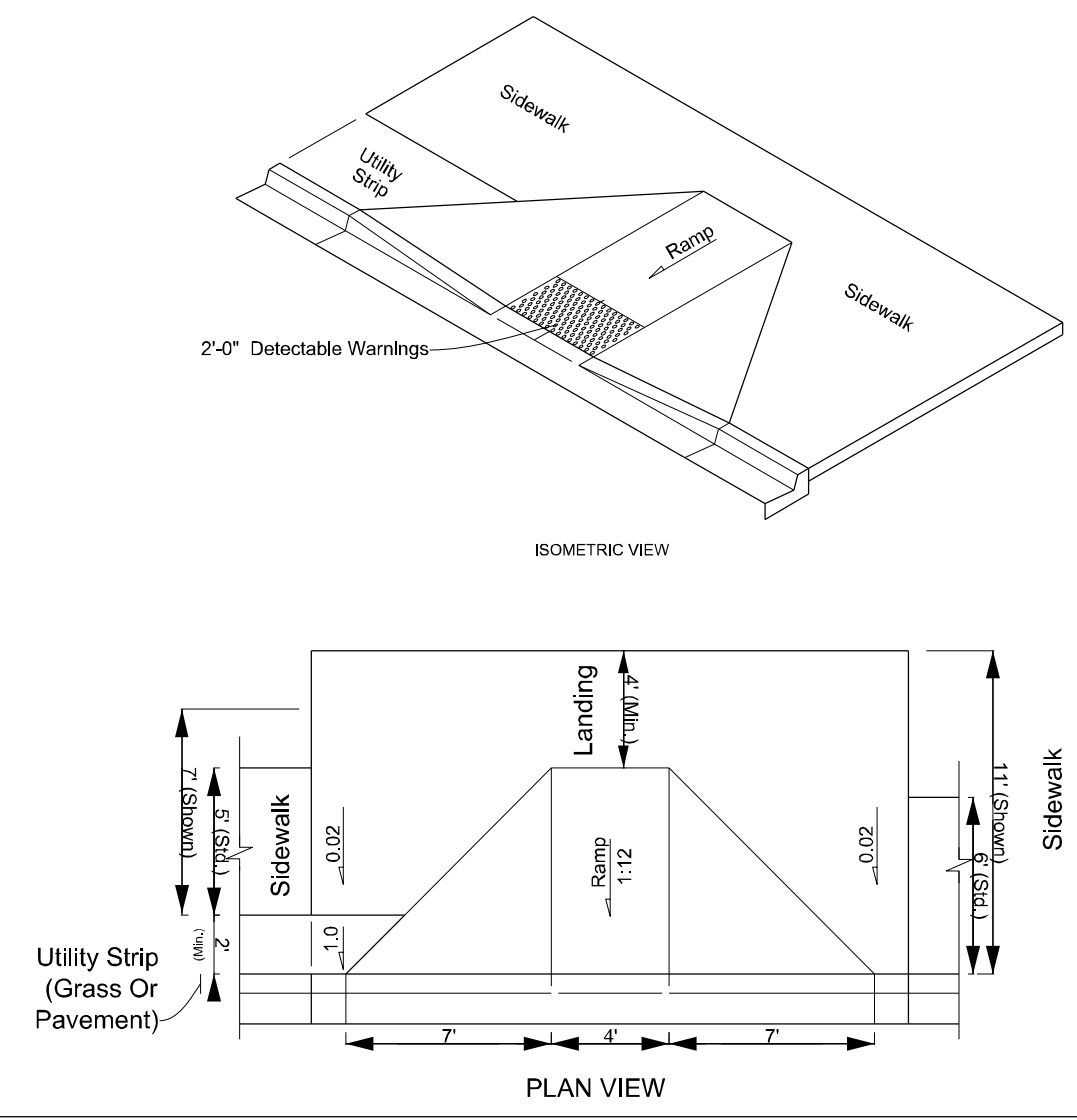 Sidewalk
Utility
Strip
Ramp
Sidewalk
2'-0" Detectable Warnings
ISOMETRIC VIEW
Landing
4' (Min.)
7' (Shown)
5' (Std.)
Sidewalk
0.02
Ramp
1:12
0.02
11' (Shown)
6' (Std.)
Sidewalk
1.0
2'
(Min.)
Utility Strip
(Grass Or
Pavement)
7'
4'
7'
PLAN VIEW